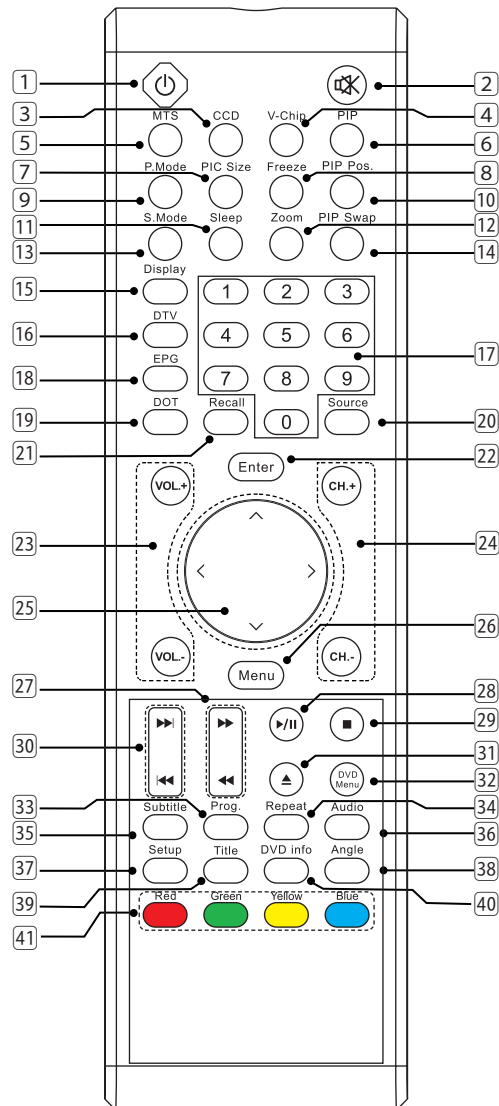 1 2
3 4
MTS CCD V-Chip PIP
5 6
7 8
P.Mode PIC Size Freeze PIP Pos.
9 10
11 12
S.Mode Sleep Zoom PIP Swap
13 14
Display
15
1 2 3
DTV
16
4 5 6
17
EPG
18
7 8 9
DOT Recall Source
19 20
0
21
Enter
22
VOL.+ CH.+
23 24
25
26
VOL.- CH.-
Menu
27
28
29
30
31
DVD Menu
32
33 34
Subtitle Prog. Repeat Audio
35 36
Setup Title DVD info Angle
37 38
39 40
Red Green Yellow Blue
41